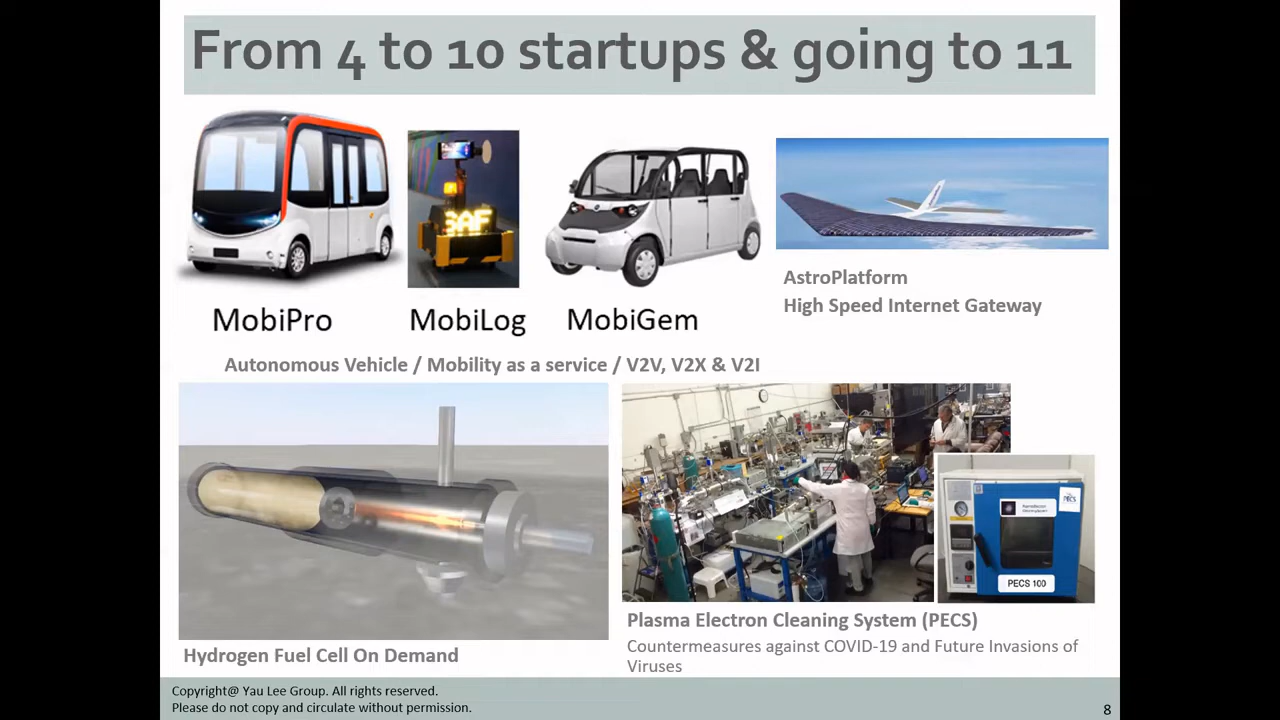 From 4 to 10 startups & going to 11
SAF
MobiPro
MobiLog
MobiGem
AstroPlatform
High Speed Internet Gateway
Autonomous Vehicle / Mobility as a service / V2V, V2X & V2I
PECS
PECS 100
Hydrogen Fuel Cell On Demand
Plasma Electron Cleaning System (PECS)
Countermeasures against COVID-19 and Future Invasions of
Viruses
Copyright@ Yau Lee Group. All rights reserved.
Please do not copy and circulate without permission.
8